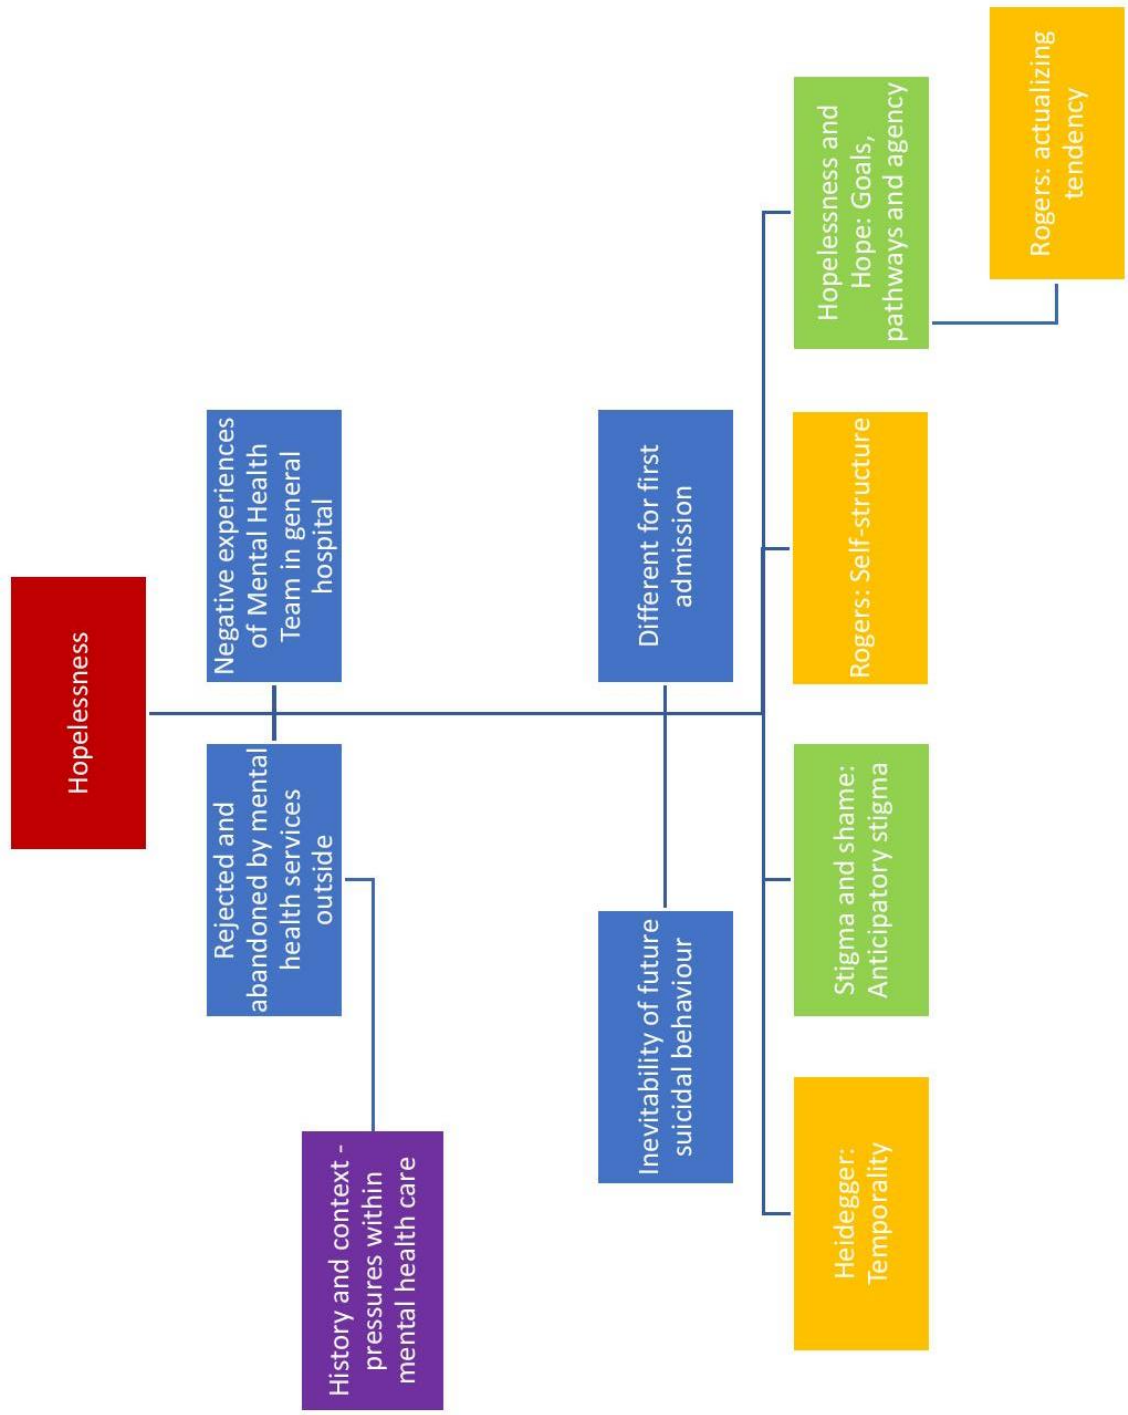 Hopelessness
Rejected and
abandoned by mental
health services
outside
Negative experiences
of Mental Health
Team in general
hospital
History and context -
pressures within
mental health care
Inevitability of future
suicidal behaviour
Different for first
admission
Heidegger:
Temporality
Stigma and shame:
Anticipatory stigma
Rogers: Self-structure
Hopelessness and
Hope: Goals,
pathways and agency
Rogers: actualizing
tendency